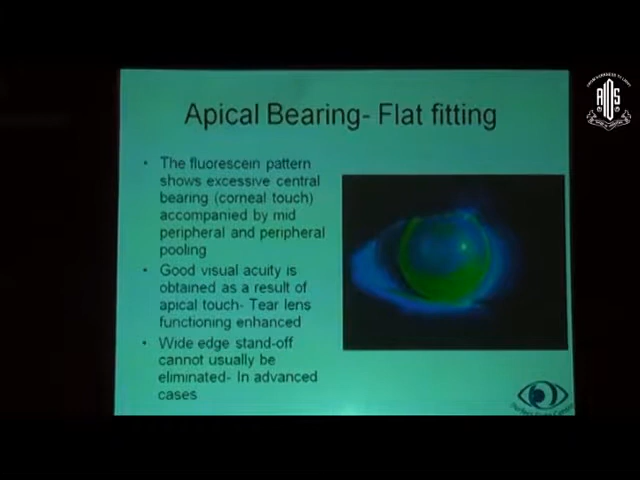 Apical Bearing- Flat fitting
• The fluorescein pattern
shows excessive central
bearing (corneal touch)
accompanied by mid
peripheral and peripheral
pooling
• Good visual acuity is
obtained as a result of
apical touch- Tear lens
functioning enhanced
• Wide edge stand-off
cannot usually be
eliminated- In advanced
cases